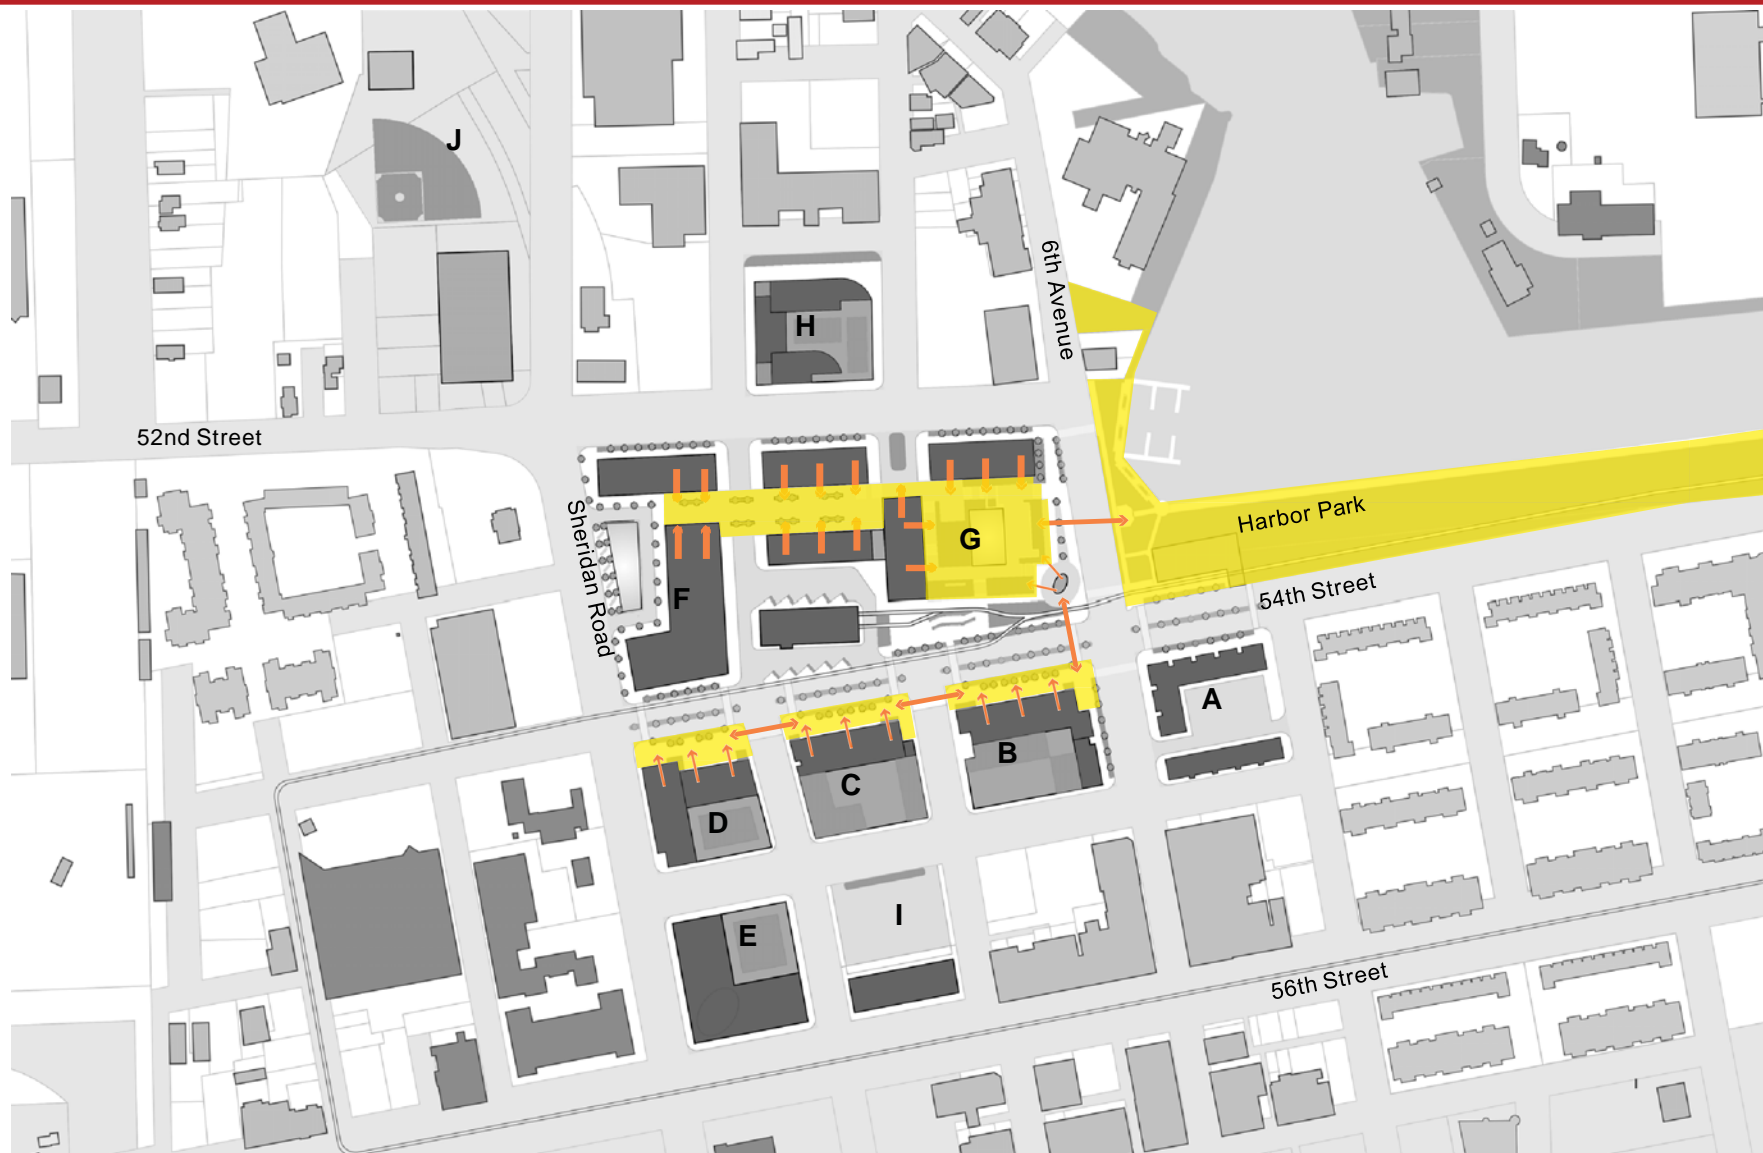 J
6th Avenue
H
52nd Street
Harbor Park
Sheridan Road
G
54th Street
F
A
B
C
D
I
E
56th Street